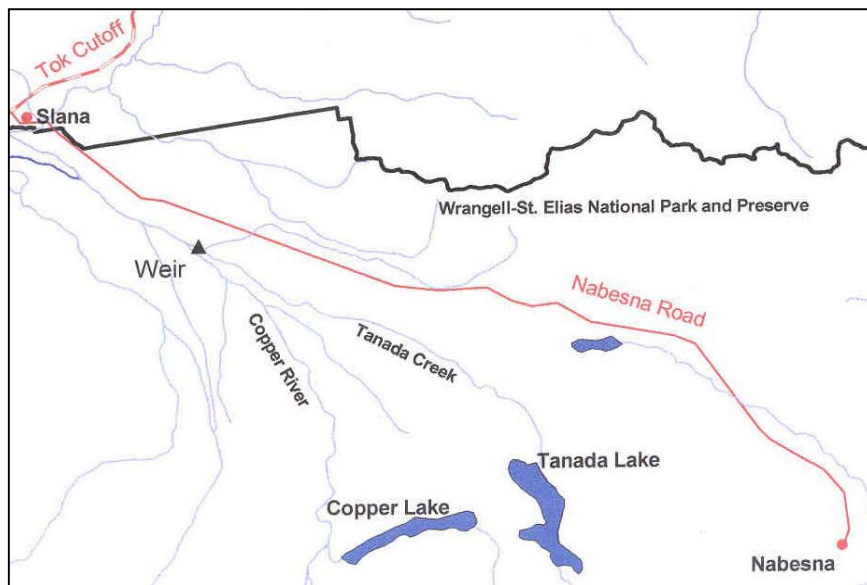 Tok Cutoff
Slana
Wrangell-St. Elias National Park and Preserve
Weir
Nabesna Road
Copper River
Tanada Creek
Tanada Lake
Copper Lake
Nabesna